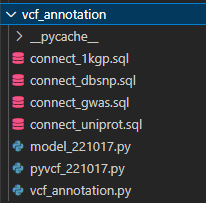 vcf_annotation
__pycache__
connect_1kgp.sql
connect_dbsnp.sql
connect_gwas.sql
connect_uniprot.sql
model_221017.py
pyvcf_221017.py
vcf_annotation.py